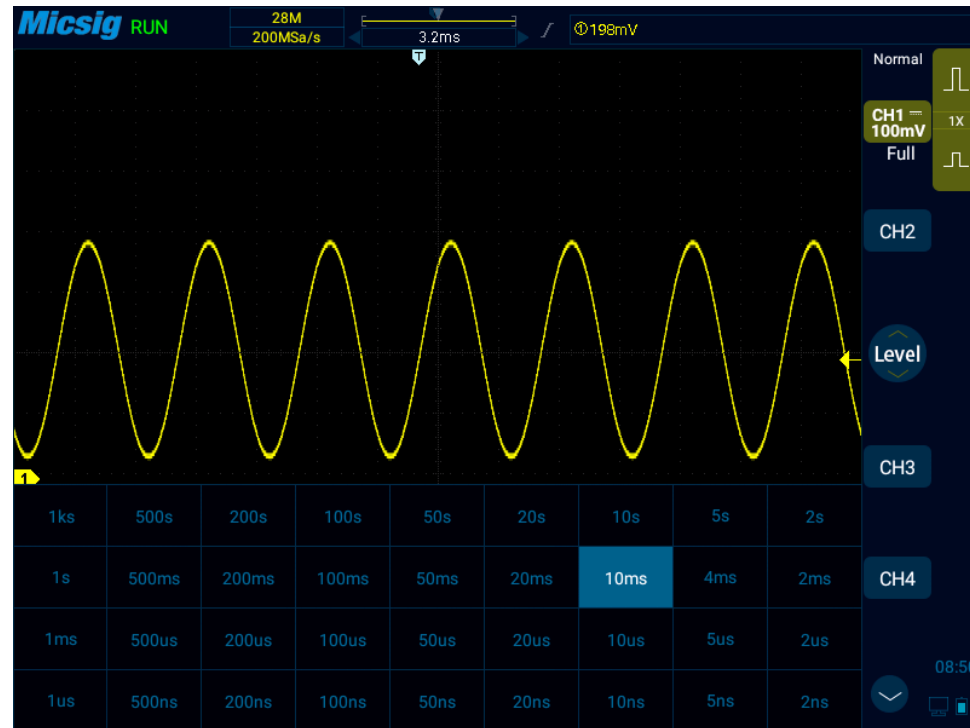 Micsig RUN 28M 200MSa/s 3.2ms ①198mV
T
Normal
CH1
100mV
1X
Full
CH2
Level
1
CH3
1ks 500s 200s 100s 50s 20s 10s 5s 2s
1s 500ms 200ms 100ms 50ms 20ms 10ms 4ms 2ms
CH4
1ms 500us 200us 100us 50us 20us 10us 5us 2us
1us 500ns 200ns 100ns 50ns 20ns 10ns 5ns 2ns